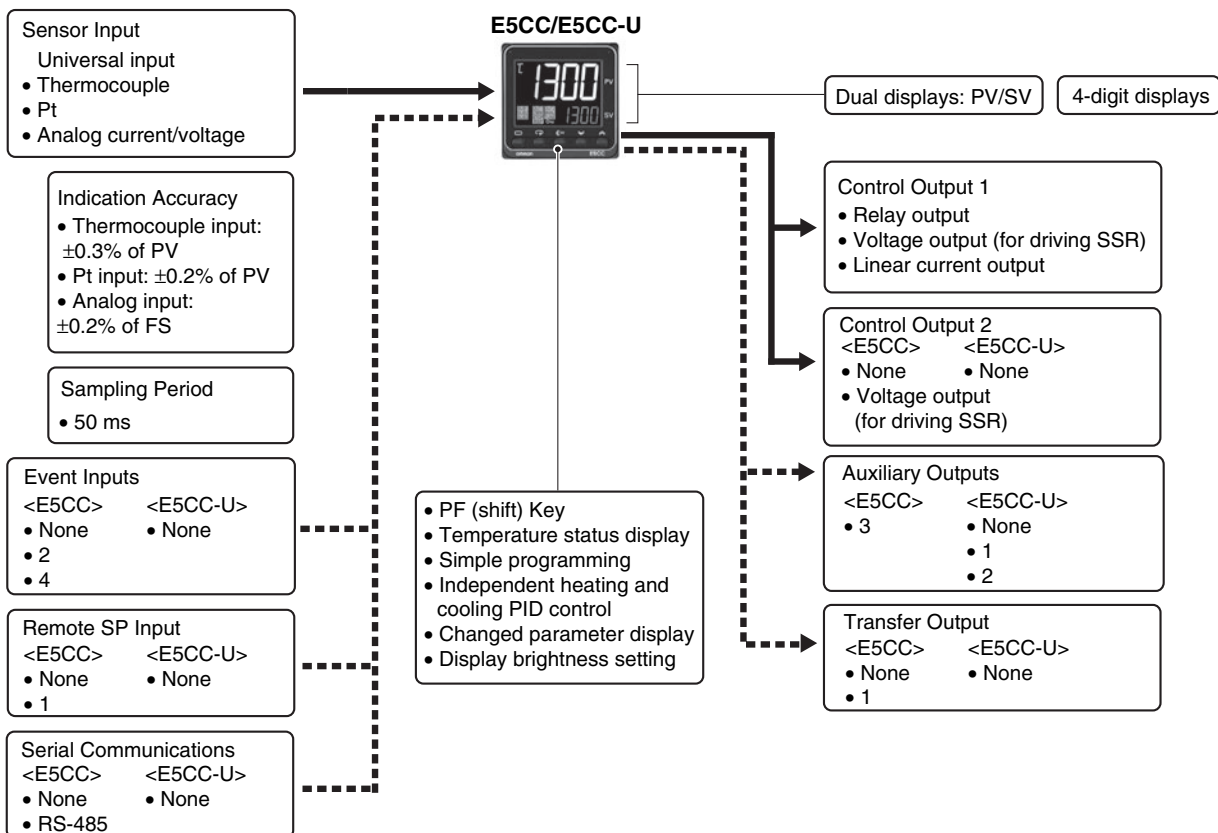 E5CC/E5CC-U
Sensor Input
Universal input
• Thermocouple
• Pt
• Analog current/voltage
1300
PV
1300
SV
OMRON
E5CC
Dual displays: PV/SV
4-digit displays
Indication Accuracy
• Thermocouple input:
±0.3% of PV
• Pt input: ±0.2% of PV
• Analog input:
±0.2% of FS
Sampling Period
• 50 ms
Event Inputs
<E5CC> <E5CC-U>
• None • None
• 2
• 4
Remote SP Input
<E5CC> <E5CC-U>
• None • None
• 1
Serial Communications
<E5CC> <E5CC-U>
• None • None
• RS-485
• PF (shift) Key
• Temperature status display
• Simple programming
• Independent heating and
cooling PID control
• Changed parameter display
• Display brightness setting
Control Output 1
• Relay output
• Voltage output (for driving SSR)
• Linear current output
Control Output 2
<E5CC> <E5CC-U>
• None • None
• Voltage output
(for driving SSR)
Auxiliary Outputs
<E5CC> <E5CC-U>
• 3 • None
• 1
• 2
Transfer Output
<E5CC> <E5CC-U>
• None • None
• 1